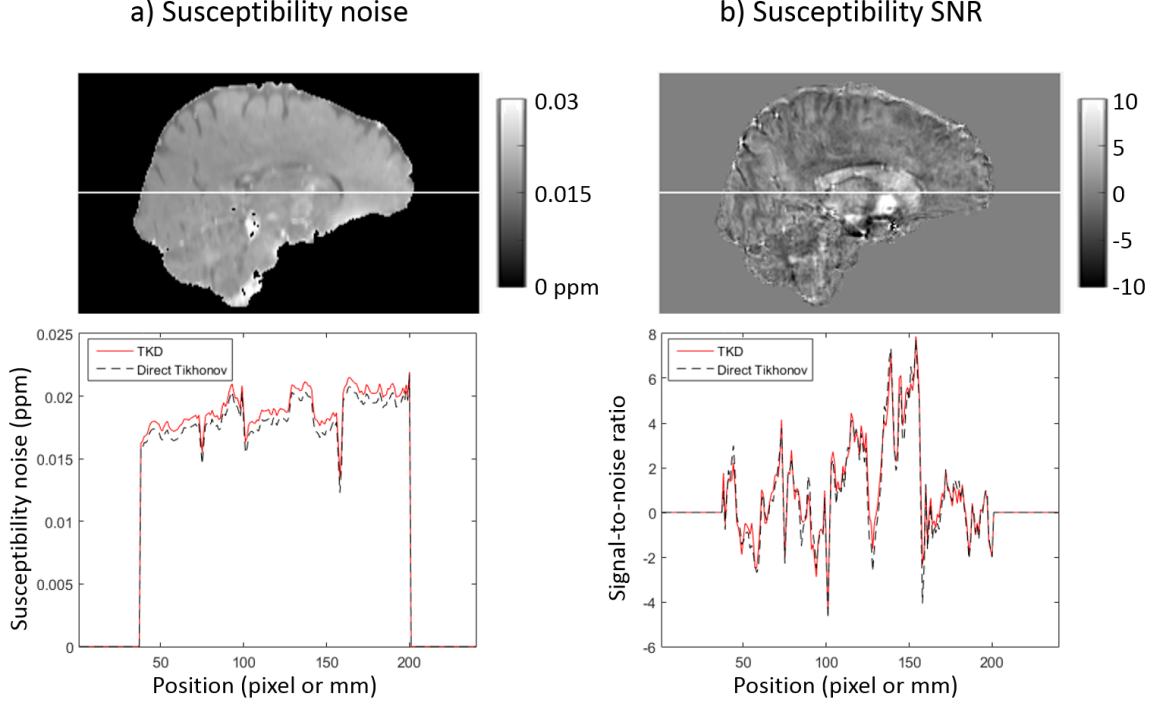 a) Susceptibility noise
b) Susceptibility SNR
0.03
0.015
0 ppm
10
5
0
-5
-10
0.025
0.02
0.015
0.01
0.005
0
TKD
Direct Tikhonov
50
100
150
200
Susceptibility noise (ppm)
Position (pixel or mm)
8
6
4
2
0
-2
-4
-6
TKD
Direct Tikhonov
50
100
150
200
Signal-to-noise ratio
Position (pixel or mm)